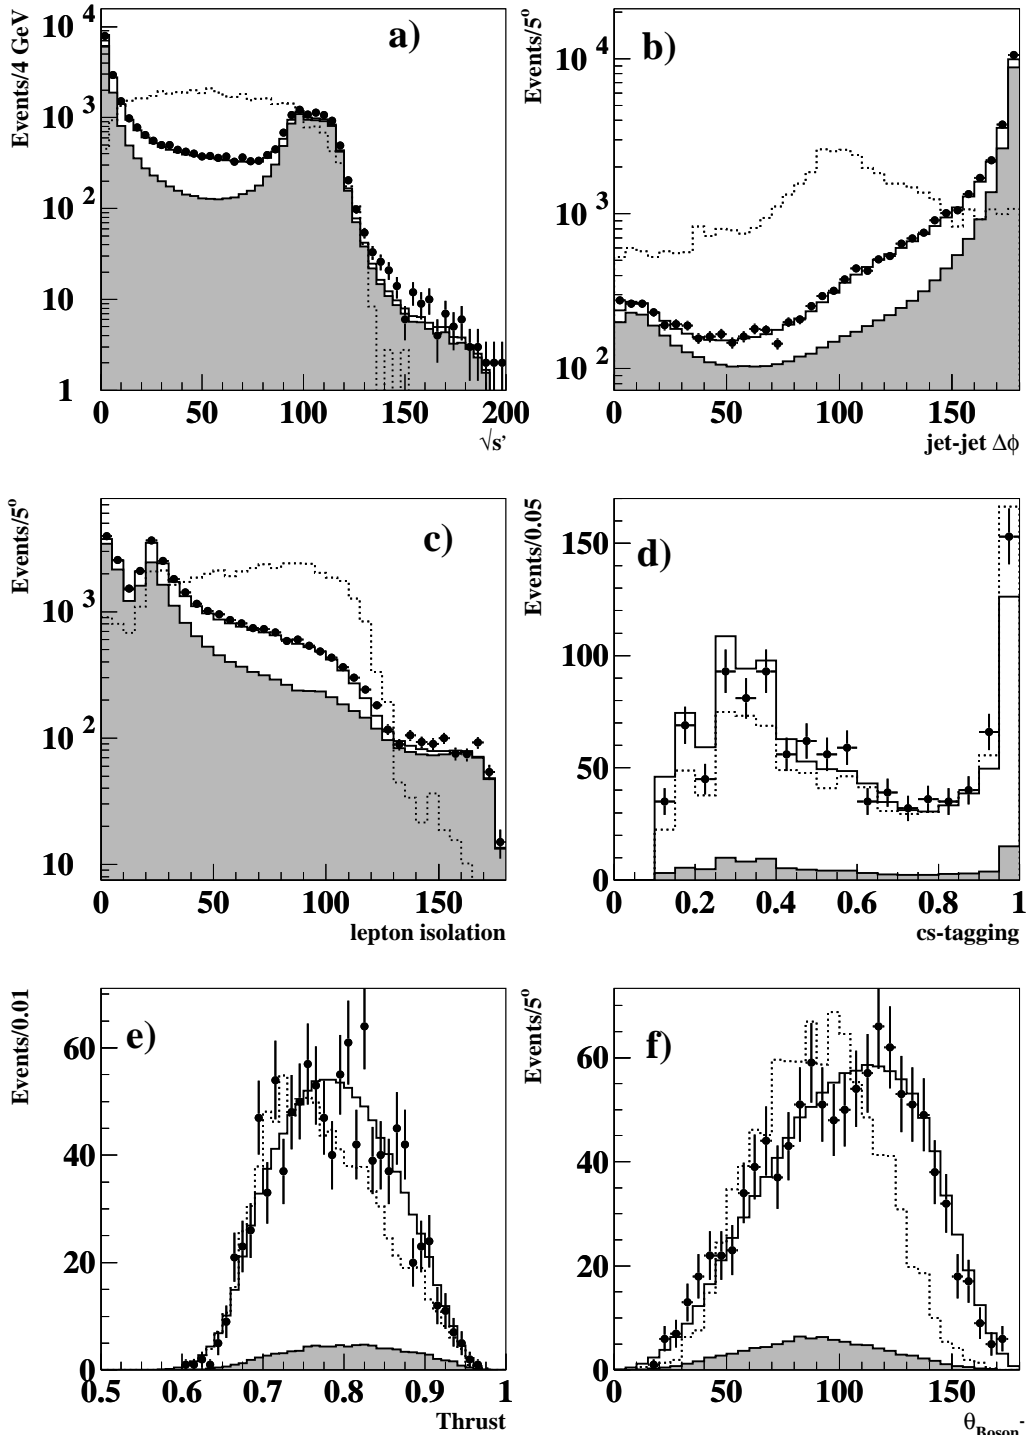 Events/4 GeV
10 4
10 3
10 2
10
1
a)
0 50 100 150 200
√s'
Events/5°
10 4
10 3
10 2
b)
0 50 100 150
jet-jet Δϕ
Events/5°
10 3
10 2
10
c)
0 50 100 150
lepton isolation
Events/0.05
150
100
50
0
d)
0 0.2 0.4 0.6 0.8 1
cs-tagging
Events/0.01
60
40
20
0
e)
0.5 0.6 0.7 0.8 0.9 1
Thrust
Events/5°
60
40
20
0
f)
0 50 100 150
θBoson-